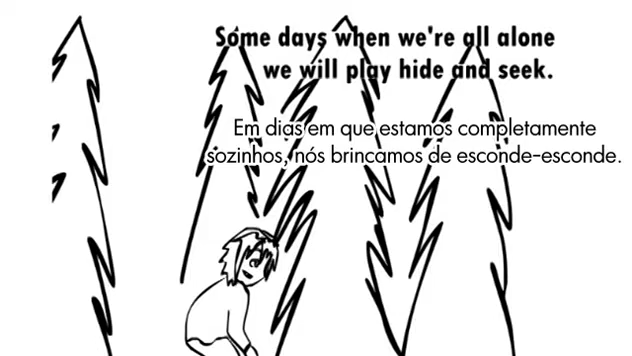 Some days when we're all alone
we will play hide and seek.
Em dias em que estamos completamente
sozinhos, nós brincamos de esconde-esconde.